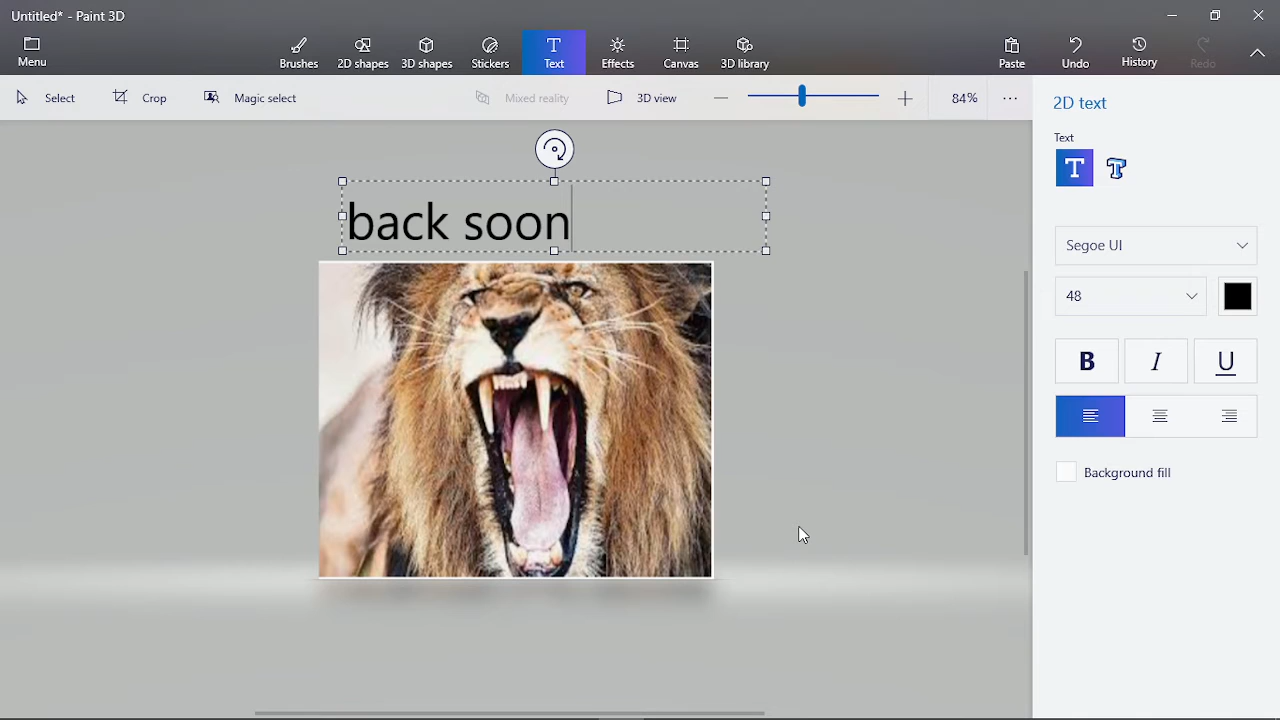 Untitled* - Paint 3D
Menu
Brushes
2D shapes
3D shapes
Stickers
Text
Effects
Canvas
3D library
Paste
Undo
History
Redo
Select
Crop
Magic select
Mixed reality
3D view
84%
2D text
Text
back soon
Segoe UI
48
B
I
U
Background fill